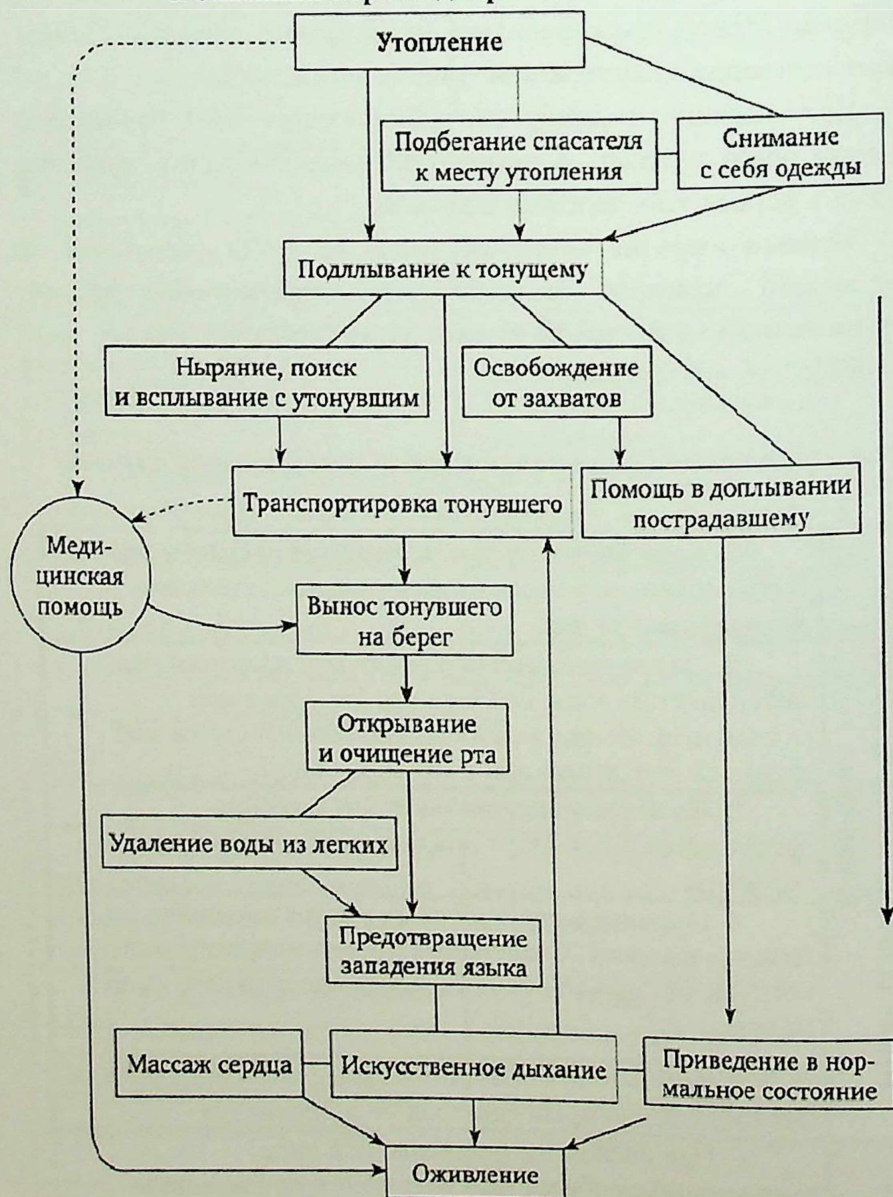 Утопление
Подбегание спасателя
к месту утопления
Снимание
с себя одежды
Подллывание к тонущему
Ныряние, поиск
и всплывание с утонувшим
Освобождение
от захватов
Транспортировка тонувшего
Помощь в доплывании
пострадавшему
Меди-
цинская
помощь
Вынос тонувшего
на берег
Открывание
и очищение рта
Удаление воды из легких
Предотвращение
западения языка
Массаж сердца
Искусственное дыхание
Приведение в нор-
мальное состояние
Оживление